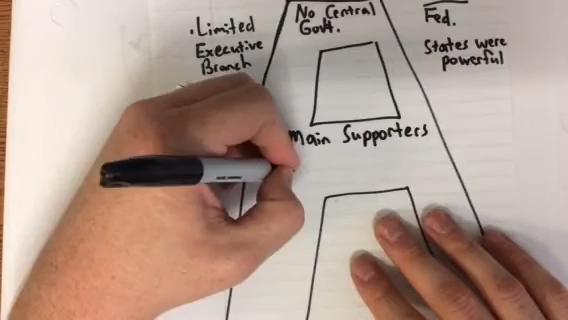 .Limited
Executive
Branch
No Central
Govt.
Fed.
States were
powerful
Main Supporters